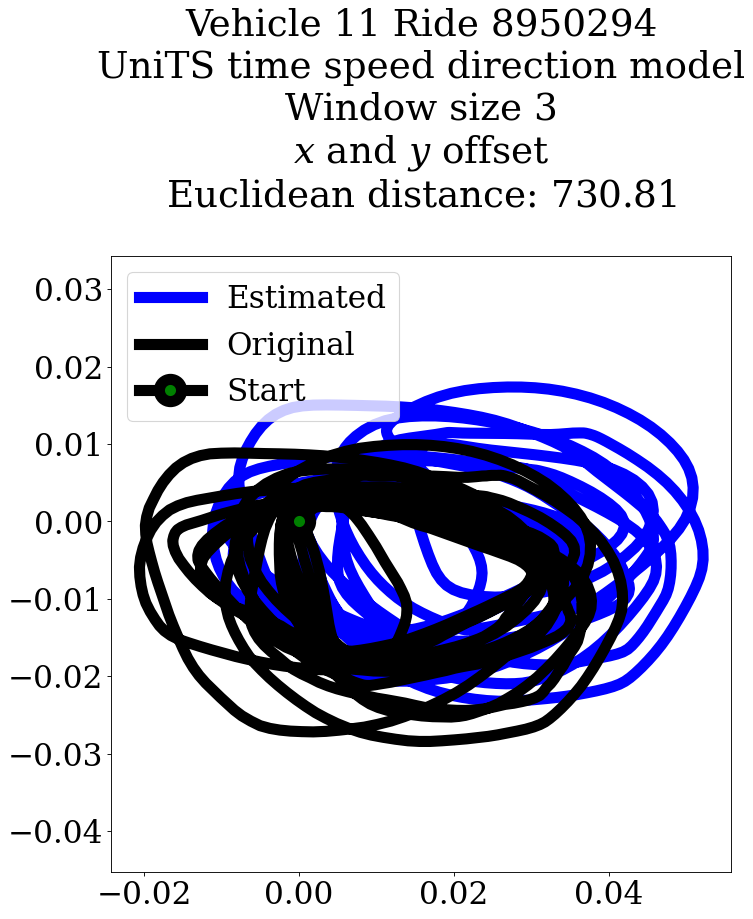 Vehicle 11 Ride 8950294
UniTS time speed direction model
Window size 3
x and y offset
Euclidean distance: 730.81
Estimated
Original
Start
0.03
0.02
0.01
0.00
−0.01
−0.02
−0.03
−0.04
−0.02 0.00 0.02 0.04